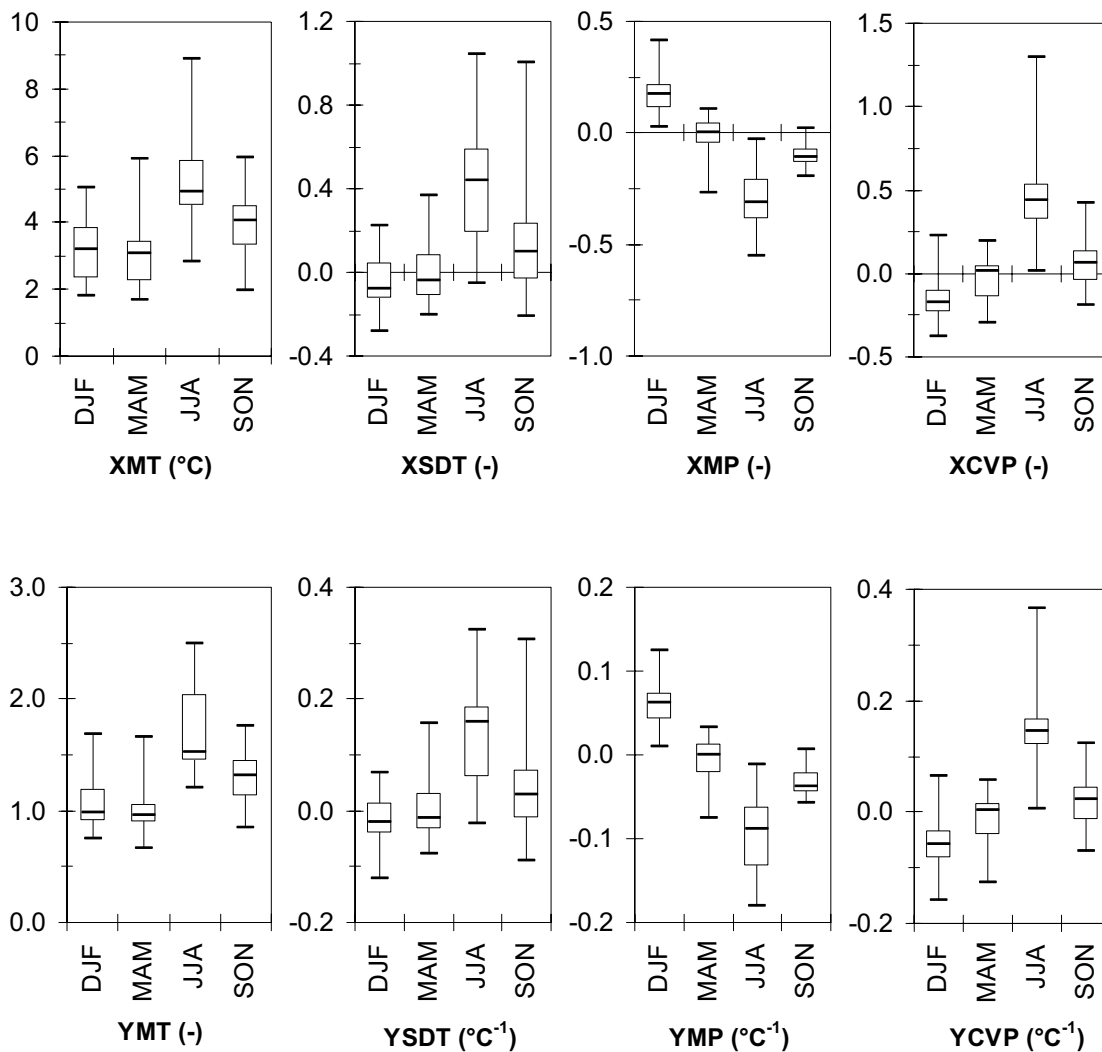 10
8
6
4
2
0
DJF
MAM
JJA
SON
XMT (°C)
1.2
0.8
0.4
0.0
-0.4
DJF
MAM
JJA
SON
XSDT (-)
0.5
0.0
-0.5
-1.0
DJF
MAM
JJA
SON
XMP (-)
1.5
1.0
0.5
0.0
-0.5
DJF
MAM
JJA
SON
XCVP (-)
3.0
2.0
1.0
0.0
DJF
MAM
JJA
SON
YMT (-)
0.4
0.2
0.0
-0.2
DJF
MAM
JJA
SON
YSDT (°C⁻¹)
0.2
0.1
0.0
-0.1
-0.2
DJF
MAM
JJA
SON
YMP (°C⁻¹)
0.4
0.2
0.0
-0.2
DJF
MAM
JJA
SON
YCVP (°C⁻¹)